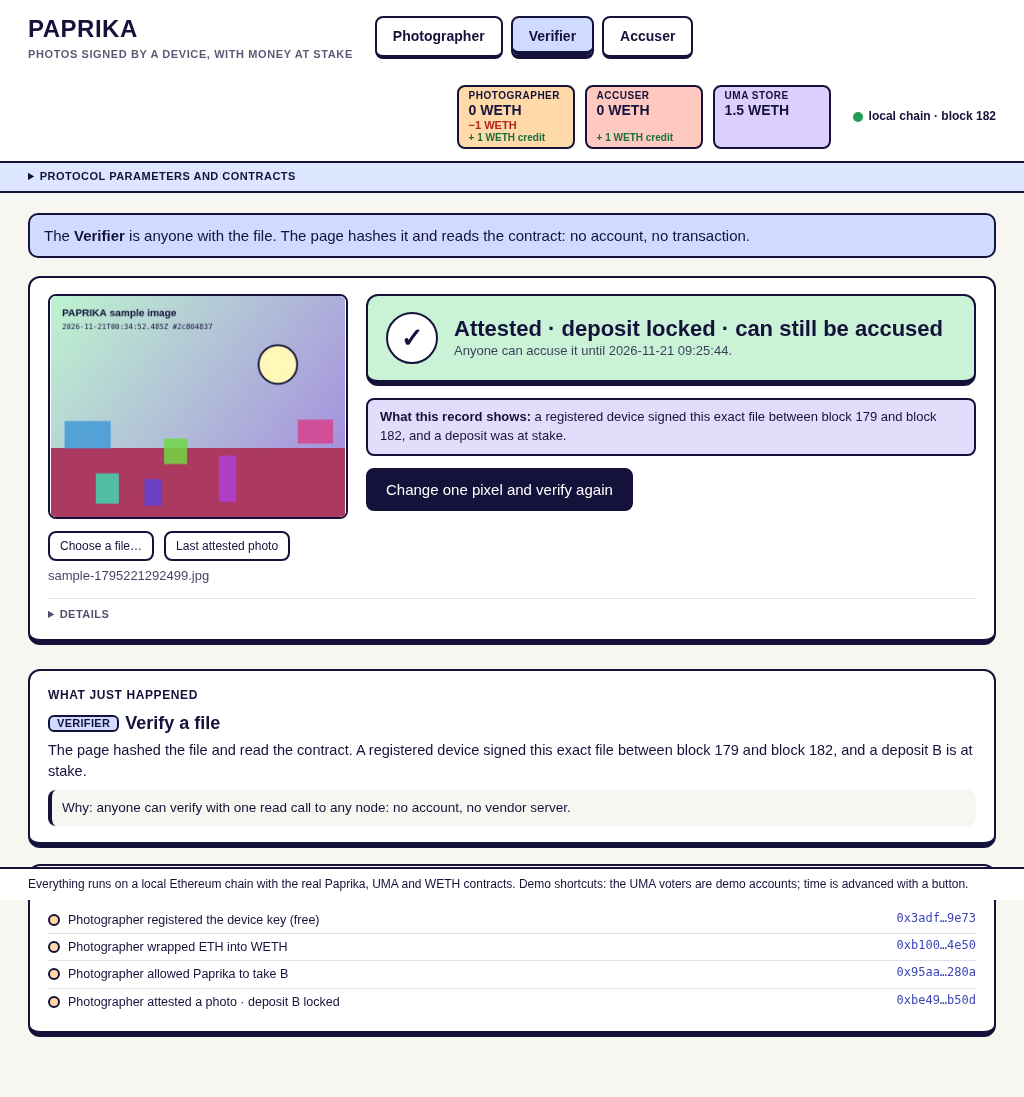 PAPRIKA
PHOTOS SIGNED BY A DEVICE, WITH MONEY AT STAKE
Photographer
Verifier
Accuser
PHOTOGRAPHER
0 WETH
−1 WETH
+ 1 WETH credit
ACCUSER
0 WETH
+ 1 WETH credit
UMA STORE
1.5 WETH
local chain · block 182
PROTOCOL PARAMETERS AND CONTRACTS
The Verifier is anyone with the file. The page hashes it and reads the contract: no account, no transaction.
PAPRIKA sample image
2026-11-21T00:34:52.485Z #2c804837
✓
Attested · deposit locked · can still be accused
Anyone can accuse it until 2026-11-21 09:25:44.
What this record shows: a registered device signed this exact file between block 179 and block
182, and a deposit was at stake.
Change one pixel and verify again
Choose a file…
Last attested photo
sample-1795221292499.jpg
DETAILS
WHAT JUST HAPPENED
VERIFIER Verify a file
The page hashed the file and read the contract. A registered device signed this exact file between block 179 and block 182, and a deposit B is at
stake.
Why: anyone can verify with one read call to any node: no account, no vendor server.
Everything runs on a local Ethereum chain with the real Paprika, UMA and WETH contracts. Demo shortcuts: the UMA voters are demo accounts; time is advanced with a button.
Photographer registered the device key (free) 0x3adf…9e73
Photographer wrapped ETH into WETH 0xb100…4e50
Photographer allowed Paprika to take B 0x95aa…280a
Photographer attested a photo · deposit B locked 0xbe49…b50d